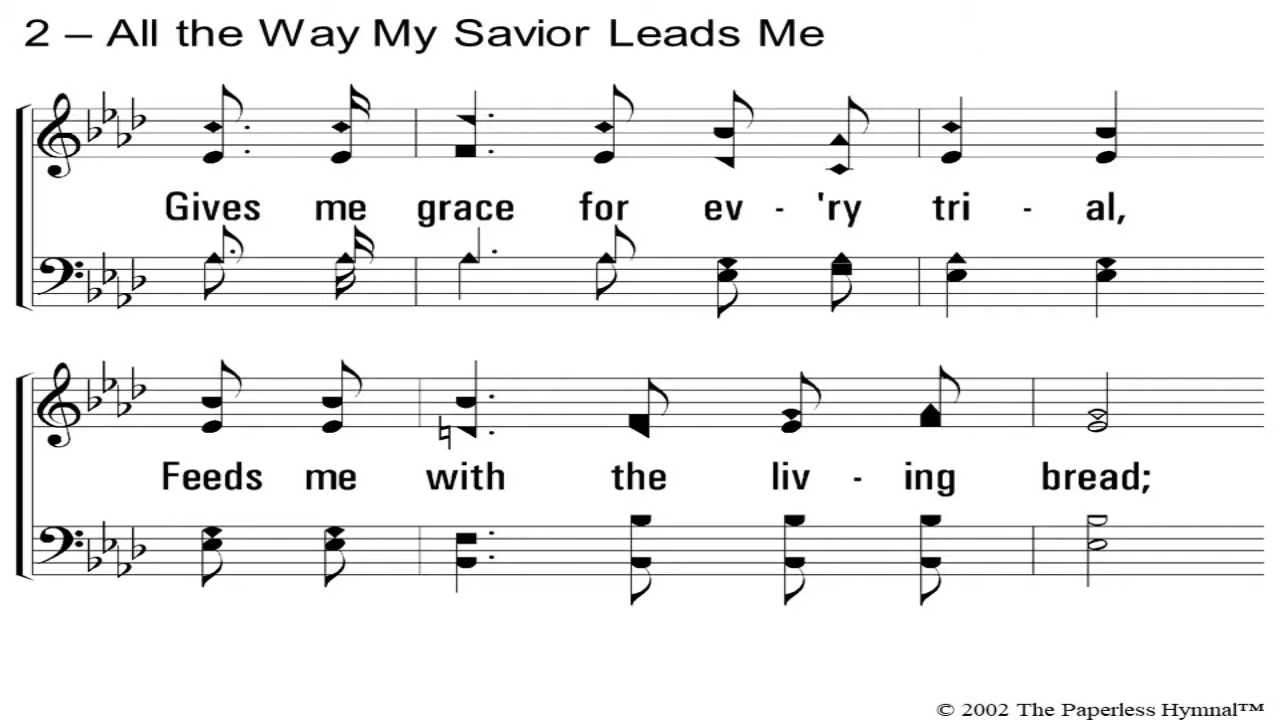 2 – All the Way My Savior Leads Me
Gives me grace for ev - 'ry tri - al,
Feeds me with the liv - ing bread;
© 2002 The Paperless Hymnal™